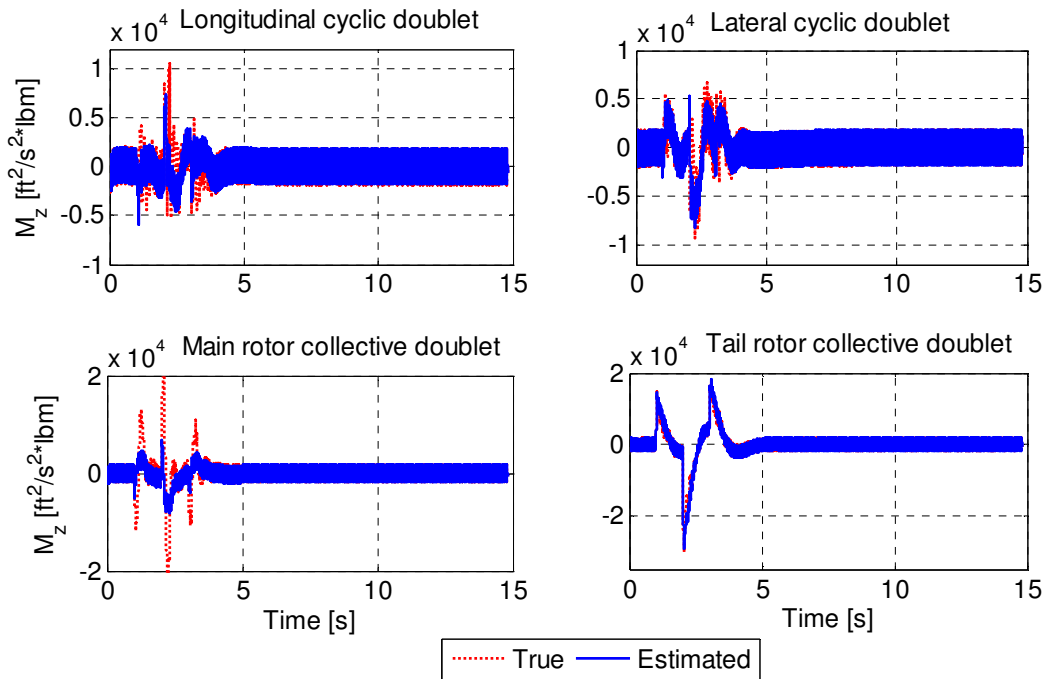 x 10^4 Longitudinal cyclic doublet
M_z [ft^2/s^2*lbm]
1
0.5
0
-0.5
-1
0 5 10 15
x 10^4 Lateral cyclic doublet
0.5
0
-0.5
-1
0 5 10 15
x 10^4 Main rotor collective doublet
M_z [ft^2/s^2*lbm]
2
0
-2
0 5 10 15
Time [s]
x 10^4 Tail rotor collective doublet
2
0
-2
0 5 10 15
Time [s]
True Estimated